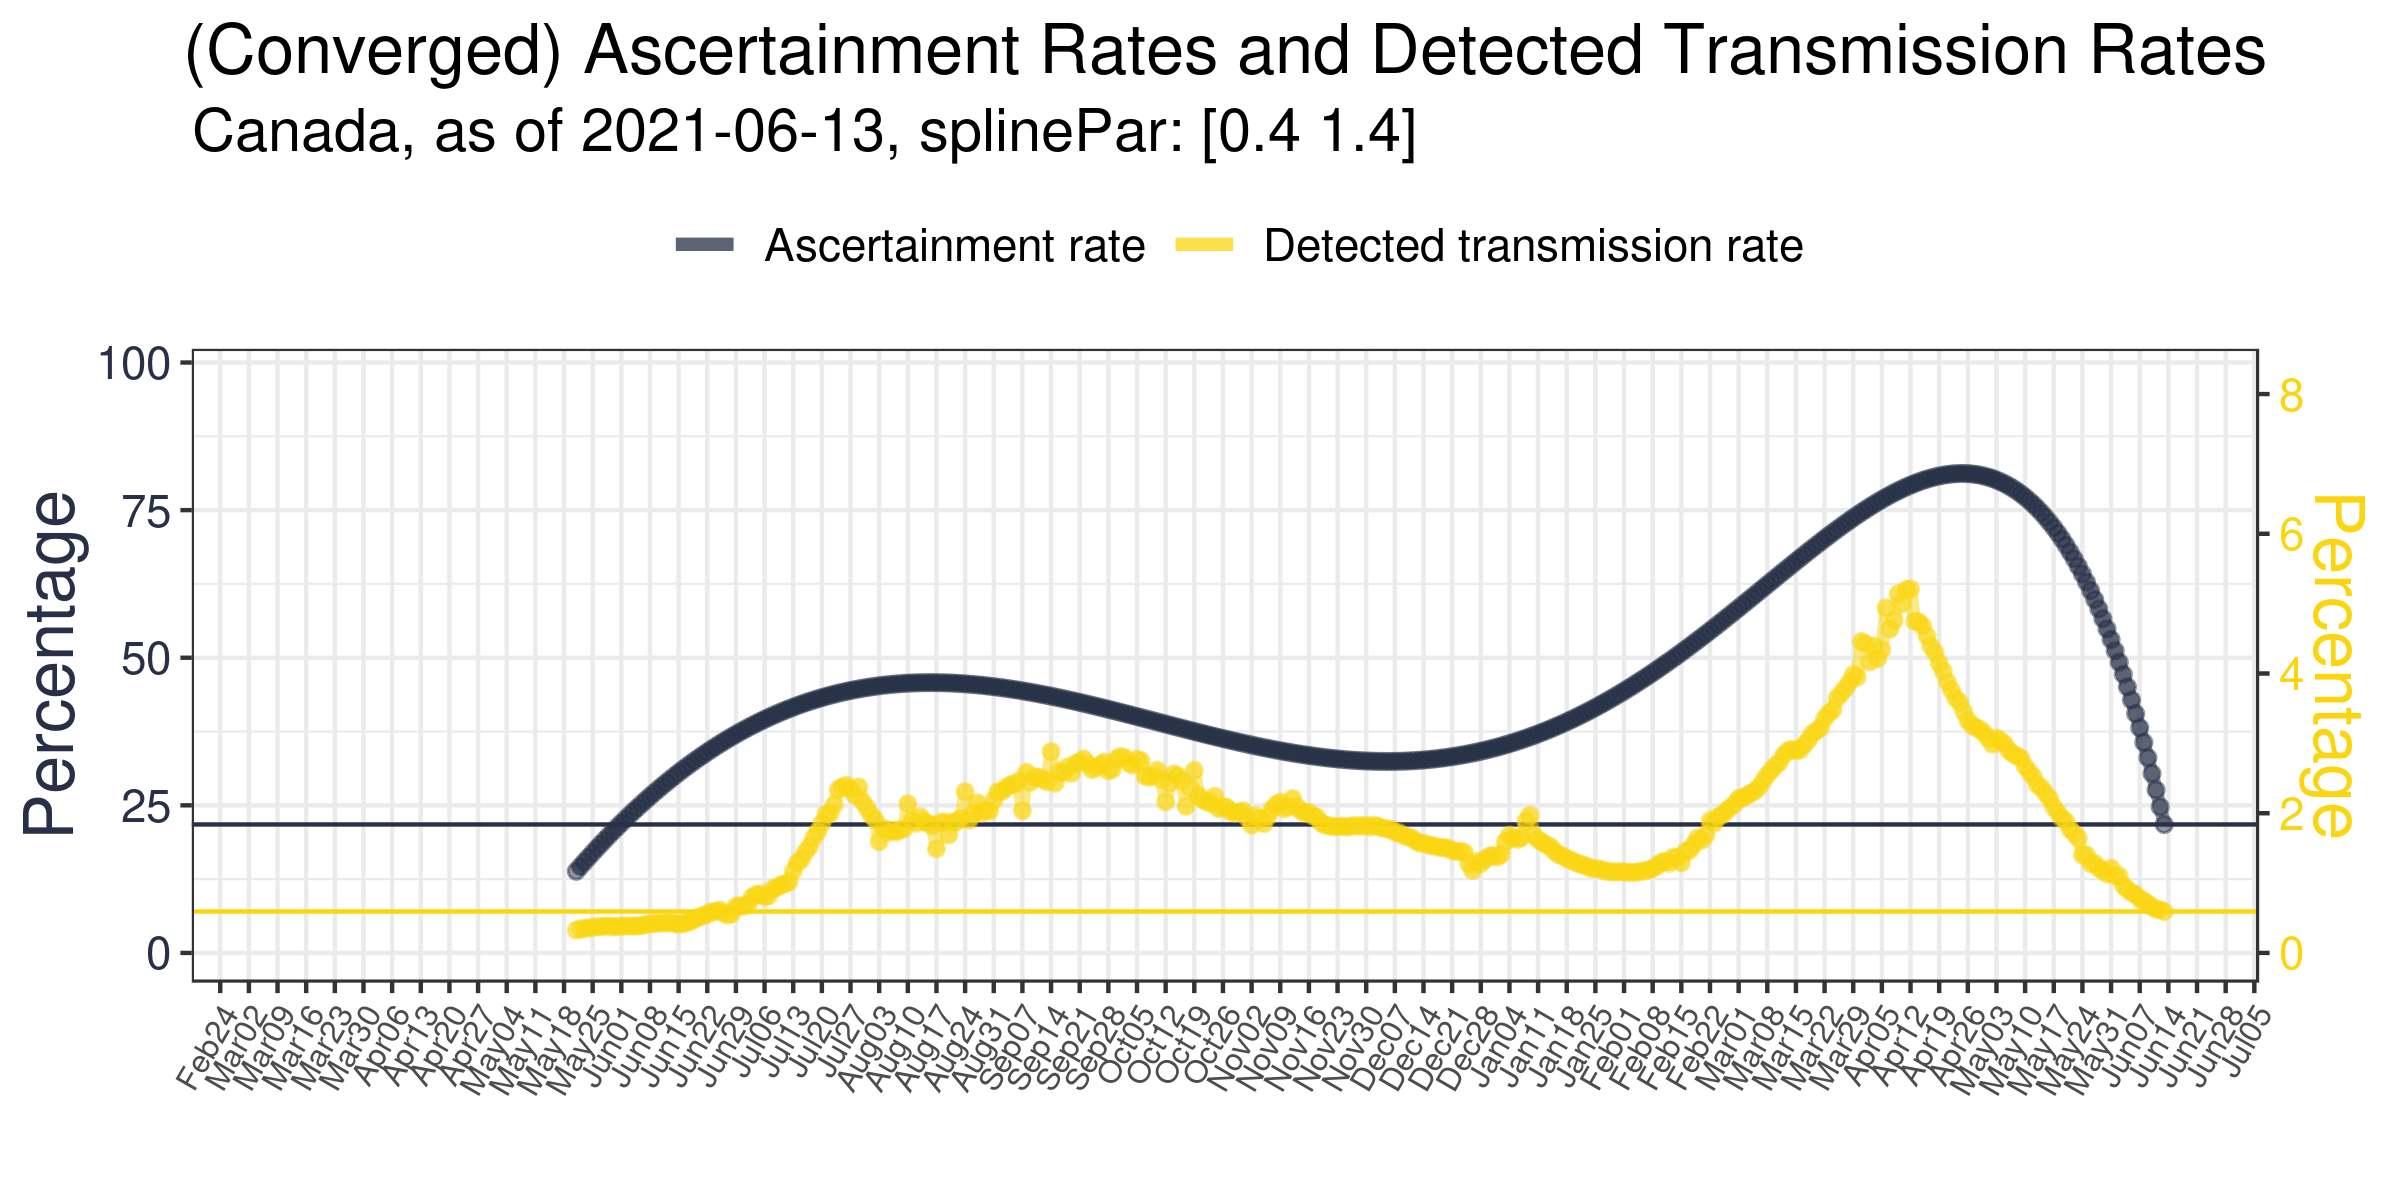 (Converged) Ascertainment Rates and Detected Transmission Rates
Canada, as of 2021-06-13, splinePar: [0.4 1.4]
Ascertainment rate
Detected transmission rate
Percentage
100
75
50
25
0
8
6
4
2
0
Percentage
Feb24
Mar02
Mar09
Mar16
Mar23
Mar30
Apr06
Apr13
Apr20
Apr27
May04
May11
May18
May25
Jun01
Jun08
Jun15
Jun22
Jun29
Jul06
Jul13
Jul20
Jul27
Aug03
Aug10
Aug17
Aug24
Aug31
Sep07
Sep14
Sep21
Sep28
Oct05
Oct12
Oct19
Oct26
Nov02
Nov09
Nov16
Nov23
Nov30
Dec07
Dec14
Dec21
Dec28
Jan04
Jan11
Jan18
Jan25
Feb01
Feb08
Feb15
Feb22
Mar01
Mar08
Mar15
Mar22
Mar29
Apr05
Apr12
Apr19
Apr26
May03
May10
May17
May24
May31
Jun07
Jun14
Jun21
Jun28
Jul05